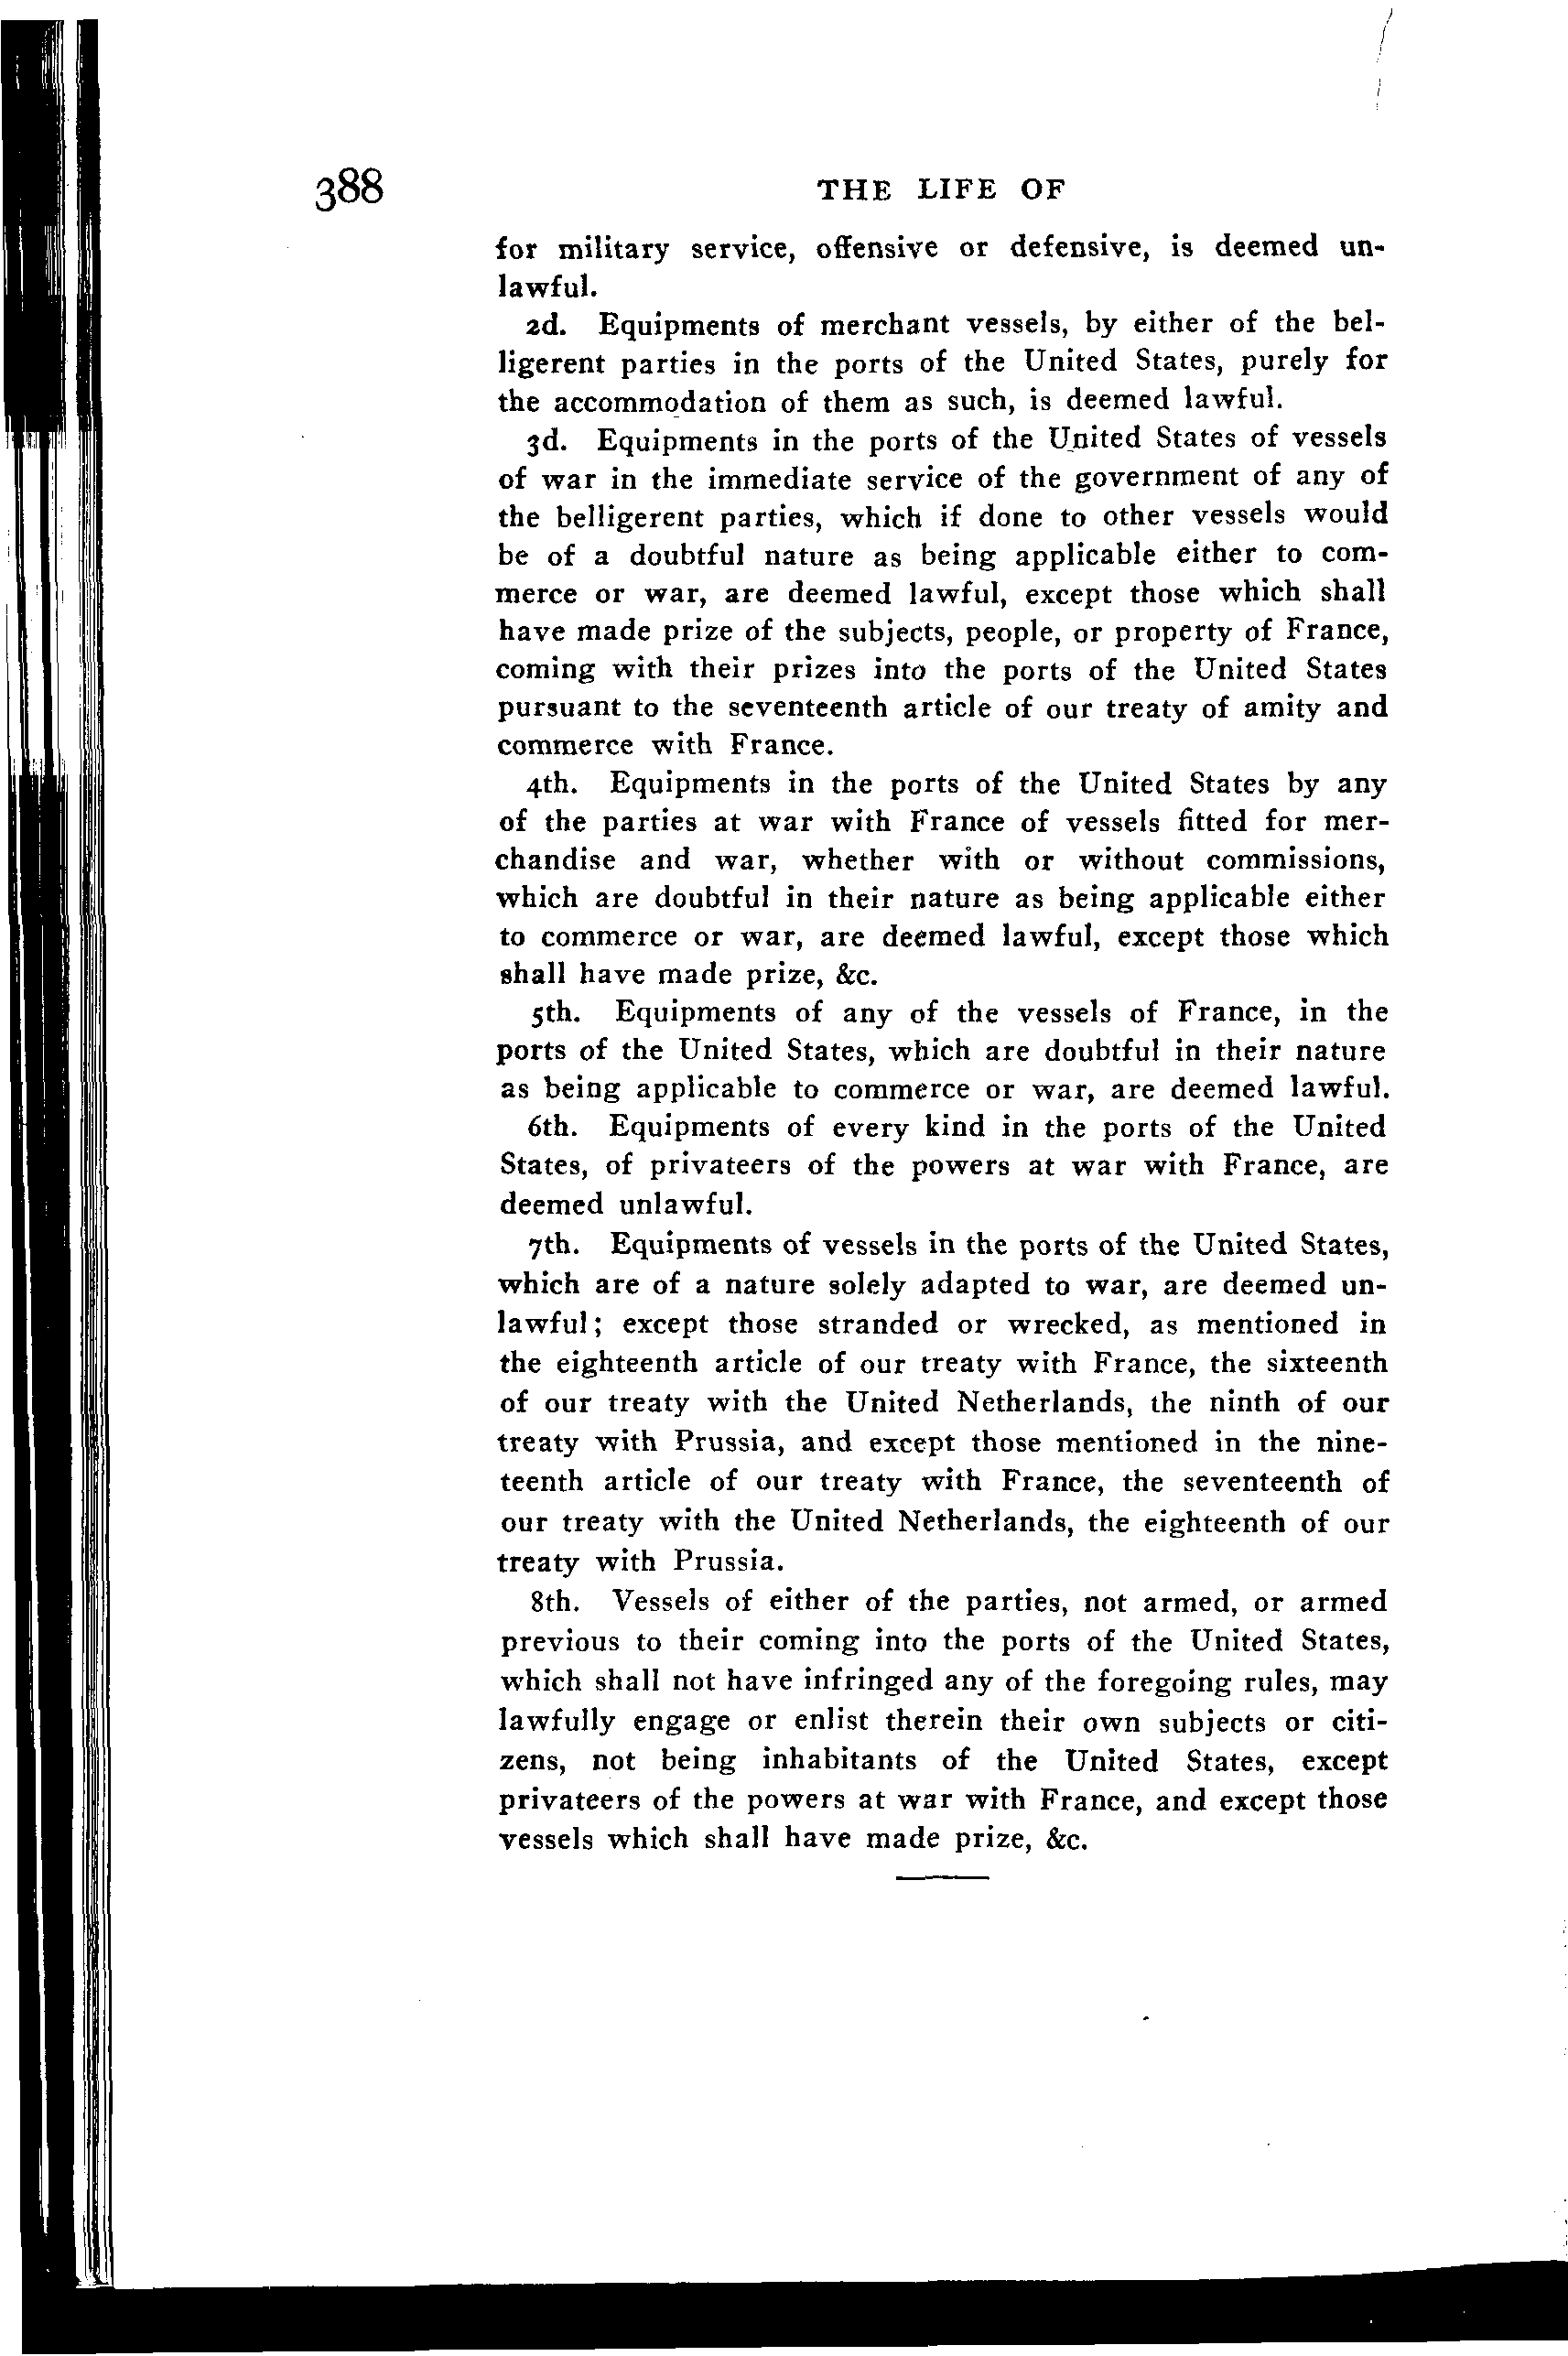 388 THE LIFE OF
for military service, offensive or defensive, is deemed un-
lawful.
2d. Equipments of merchant vessels, by either of the bel-
ligerent parties in the ports of the United States, purely for
the accommodation of them as such, is deemed lawful.
3d. Equipments in the ports of the United States of vessels
of war in the immediate service of the government of any of
the belligerent parties, which if done to other vessels would
be of a doubtful nature as being applicable either to com-
merce or war, are deemed lawful, except those which shall
have made prize of the subjects, people, or property of France,
coming with their prizes into the ports of the United States
pursuant to the seventeenth article of our treaty of amity and
commerce with France.
4th. Equipments in the ports of the United States by any
of the parties at war with France of vessels fitted for mer-
chandise and war, whether with or without commissions,
which are doubtful in their nature as being applicable either
to commerce or war, are deemed lawful, except those which
shall have made prize, &c.
5th. Equipments of any of the vessels of France, in the
ports of the United States, which are doubtful in their nature
as being applicable to commerce or war, are deemed lawful.
6th. Equipments of every kind in the ports of the United
States, of privateers of the powers at war with France, are
deemed unlawful.
7th. Equipments of vessels in the ports of the United States,
which are of a nature solely adapted to war, are deemed un-
lawful; except those stranded or wrecked, as mentioned in
the eighteenth article of our treaty with France, the sixteenth
of our treaty with the United Netherlands, the ninth of our
treaty with Prussia, and except those mentioned in the nine-
teenth article of our treaty with France, the seventeenth of
our treaty with the United Netherlands, the eighteenth of our
treaty with Prussia.
8th. Vessels of either of the parties, not armed, or armed
previous to their coming into the ports of the United States,
which shall not have infringed any of the foregoing rules, may
lawfully engage or enlist therein their own subjects or citi-
zens, not being inhabitants of the United States, except
privateers of the powers at war with France, and except those
vessels which shall have made prize, &c.